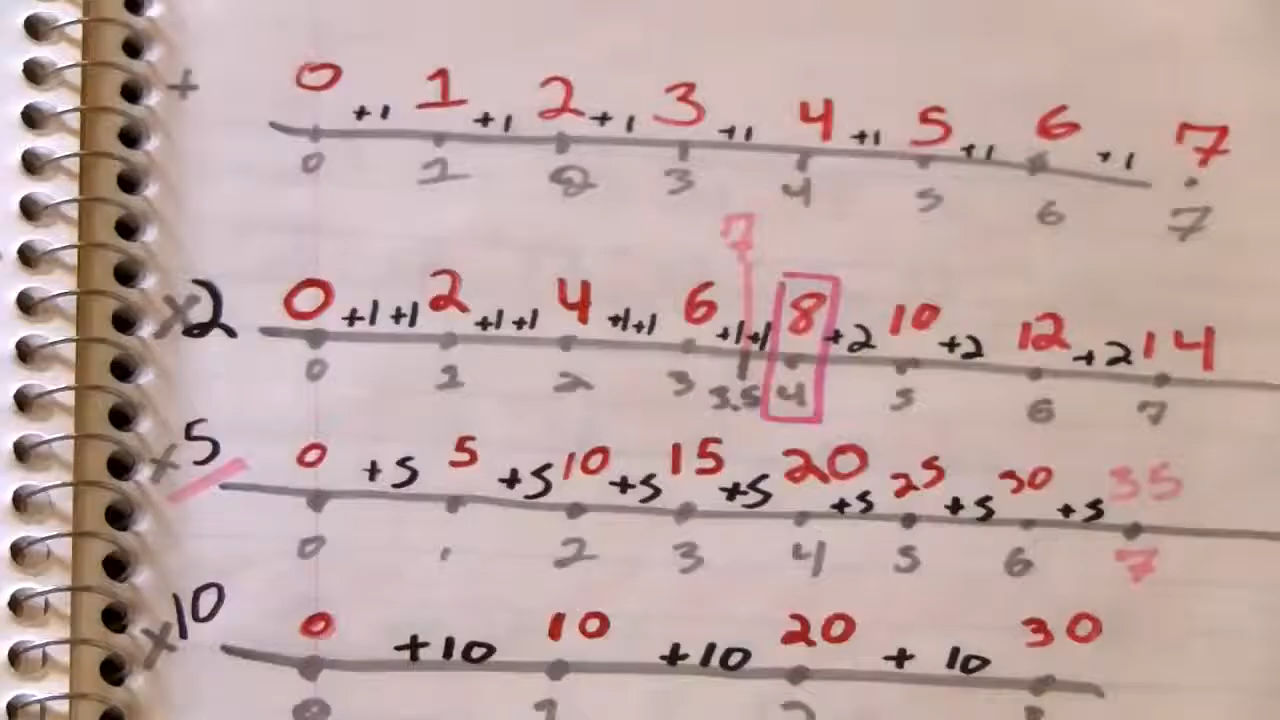 + 0 +1 1 +1 2 +1 3 +1 4 +1 5 +1 6 +1 7
0 1 2 3 4 5 6 7
7
×2 0 +1+1 2 +1+1 4 +1+1 6 +1+1 8 +2 10 +2 12 +2 14
0 1 2 3 3.5 4 5 6 7
×5 0 +5 5 +5 10 +5 15 +5 20 +5 25 +5 30 +5 35
0 2 3 4 5 6 7
×10 0 +10 10 +10 20 +10 30